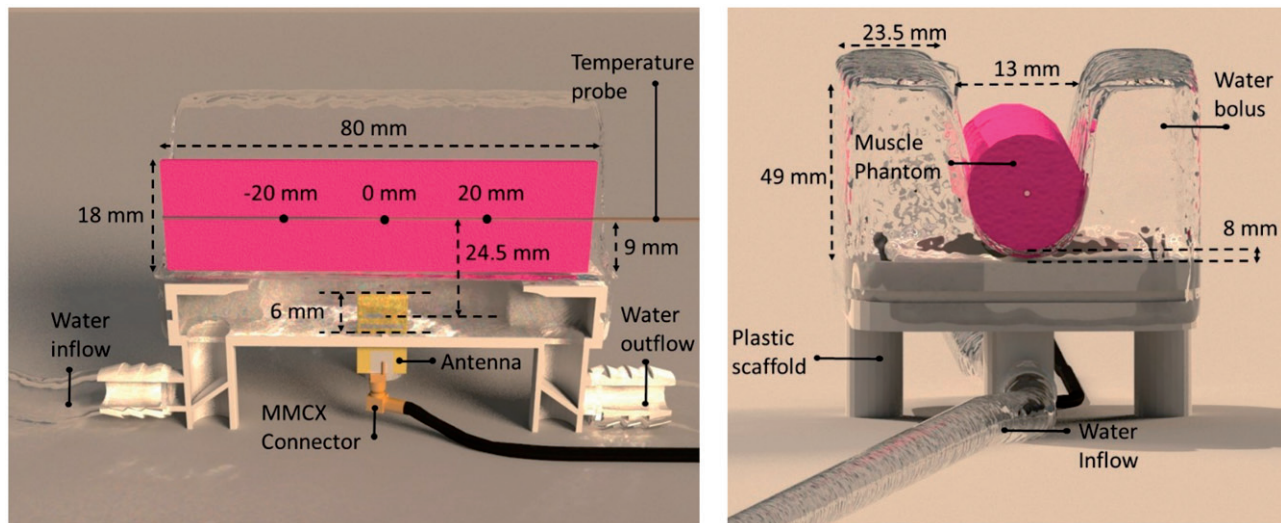 Temperature
probe
80 mm
-20 mm
0 mm
20 mm
18 mm
24.5 mm
9 mm
6 mm
Water
inflow
Water
outflow
Antenna
MMCX
Connector
23.5 mm
13 mm
Water
bolus
Muscle
Phantom
49 mm
8 mm
Plastic
scaffold
Water
Inflow